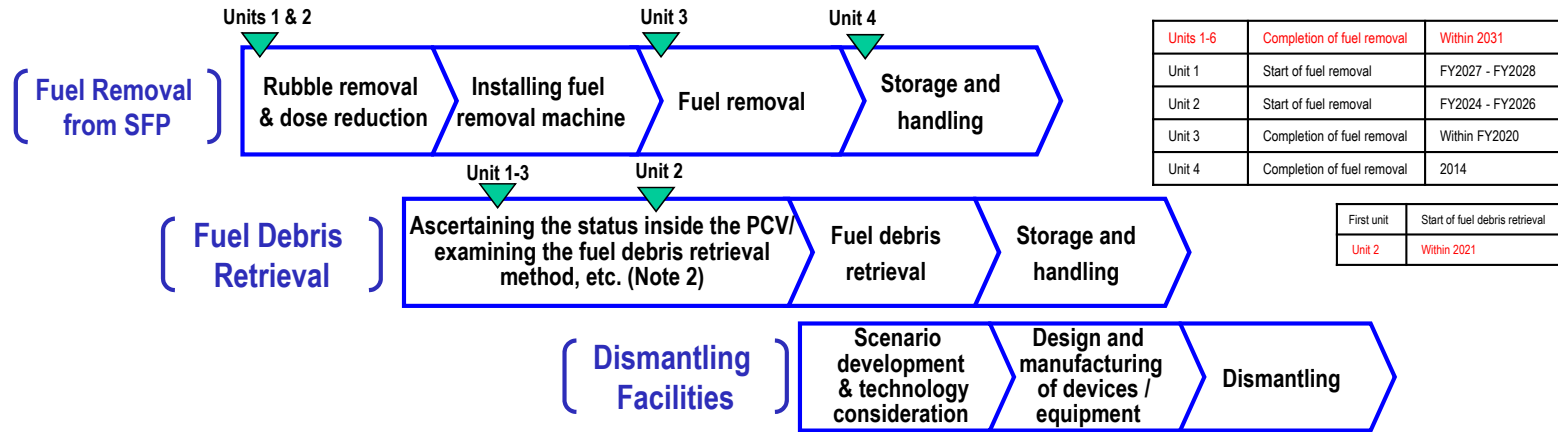 Units 1 & 2
Unit 3
Unit 4
Fuel Removal
from SFP
Rubble removal
& dose reduction
Installing fuel
removal machine
Fuel removal
Storage and
handling
Units 1-6 Completion of fuel removal Within 2031
Unit 1 Start of fuel removal FY2027 - FY2028
Unit 2 Start of fuel removal FY2024 - FY2026
Unit 3 Completion of fuel removal Within FY2020
Unit 4 Completion of fuel removal 2014
Unit 1-3
Unit 2
Fuel Debris
Retrieval
Ascertaining the status inside the PCV/
examining the fuel debris retrieval
method, etc. (Note 2)
Fuel debris
retrieval
Storage and
handling
First unit Start of fuel debris retrieval
Unit 2 Within 2021
Dismantling
Facilities
Scenario
development
& technology
consideration
Design and
manufacturing
of devices /
equipment
Dismantling